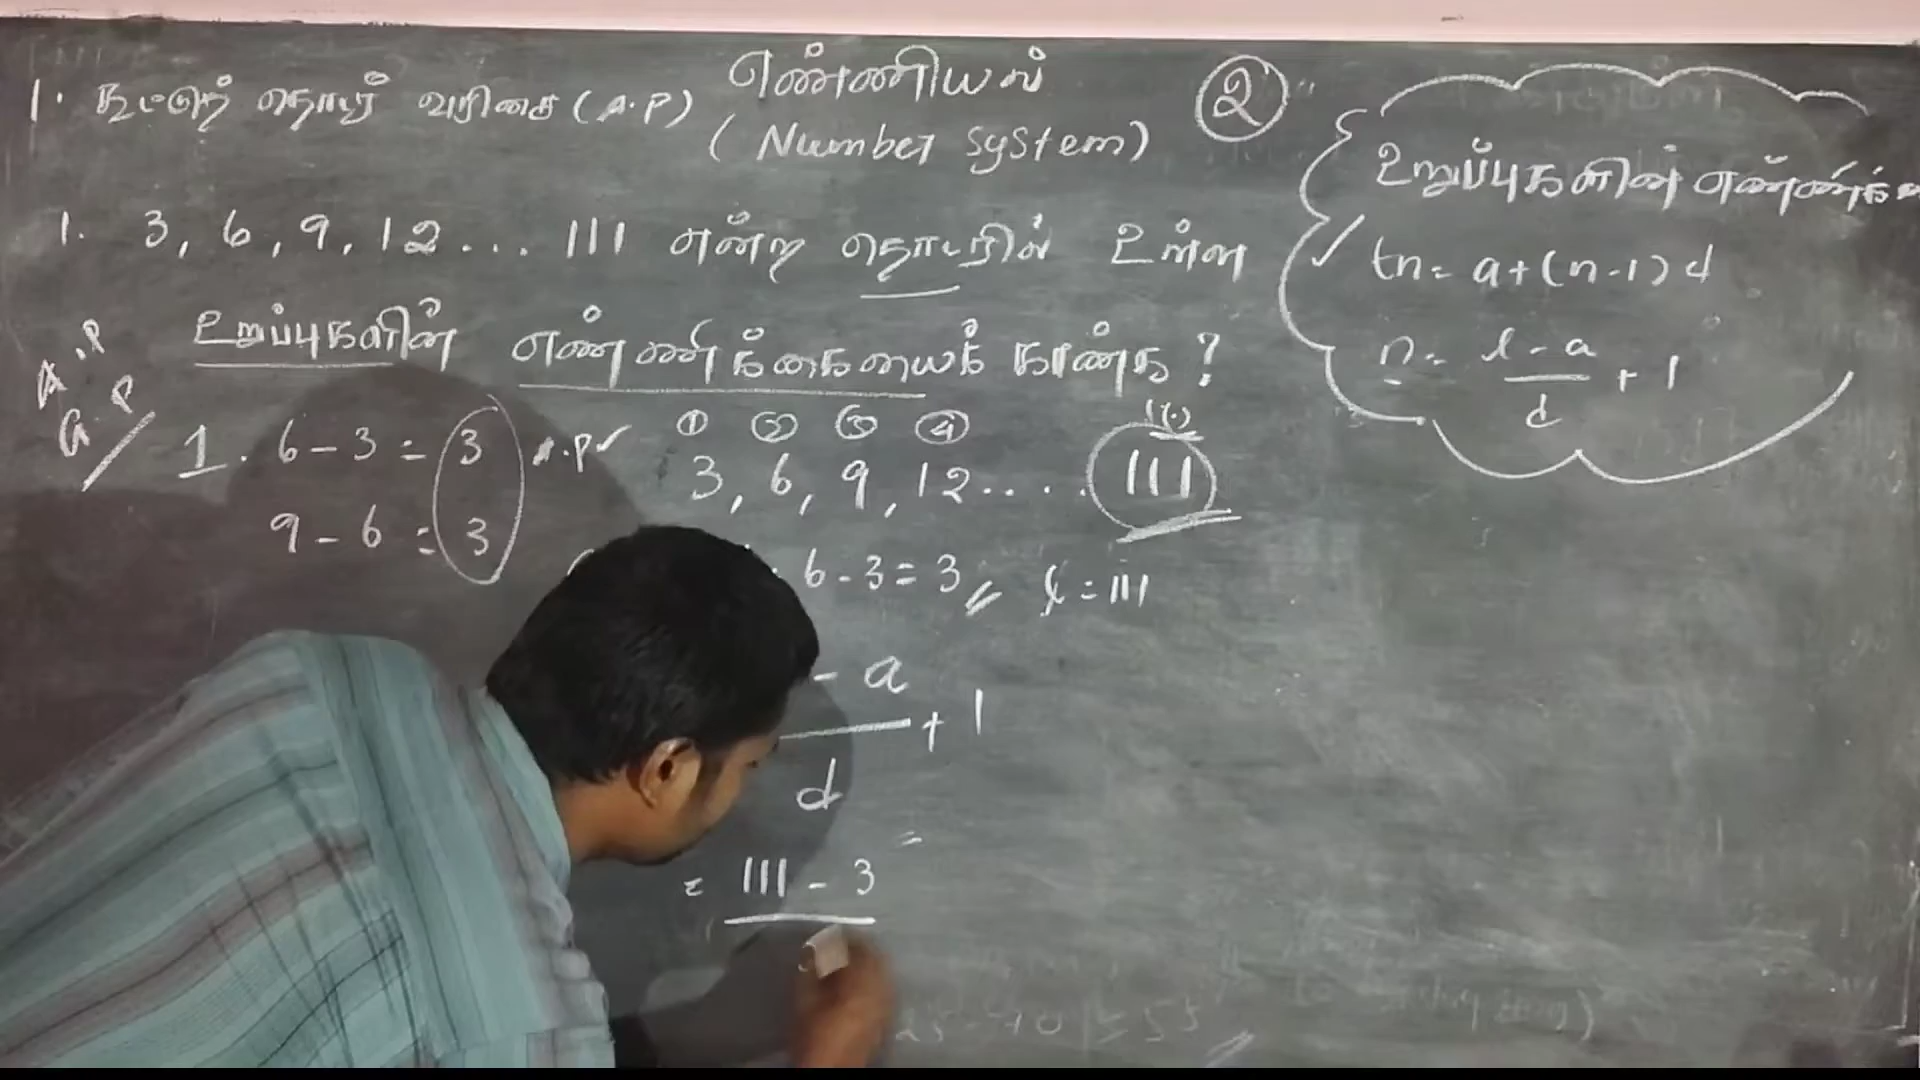 எண்ணியல்
(Number System)
②
1. கூட்டுத் தொடர் வரிசை (A.P)
1. 3, 6, 9, 12 ... 111 என்ற தொடரில் உள்ள
உறுப்புகளின் எண்ணிக்கையைக் காண்க ?
உறுப்புகளின்
✓ tn = a + (n-1) d
n = l - a / d + 1
A.P
G.P
1. 6 - 3 = 3 A.P ✓
9 - 6 = 3
① ② ③ ④
3, 6, 9, 12 .... 111
6 - 3 = 3 l = 111
- a / d + 1
=
= 111 - 3